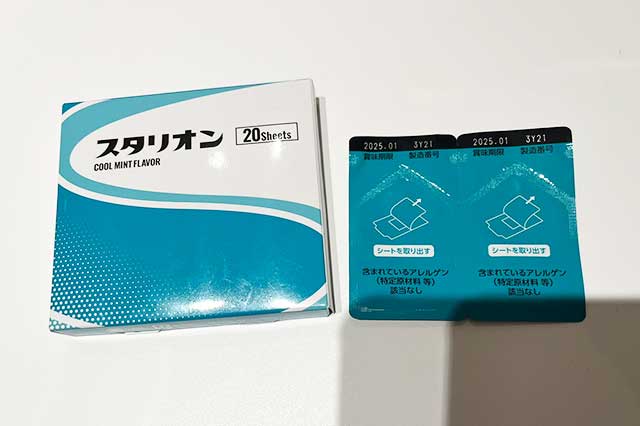 スタリオン
20Sheets
COOL MINT FLAVOR
2025.01 3Y21
賞味期限 製造番号
シートを取り出す
含まれているアレルゲン
(特定原材料 等)
該当なし
2025.01 3Y21
賞味期限 製造番号
シートを取り出す
含まれているアレルゲン
(特定原材料 等)
該当なし